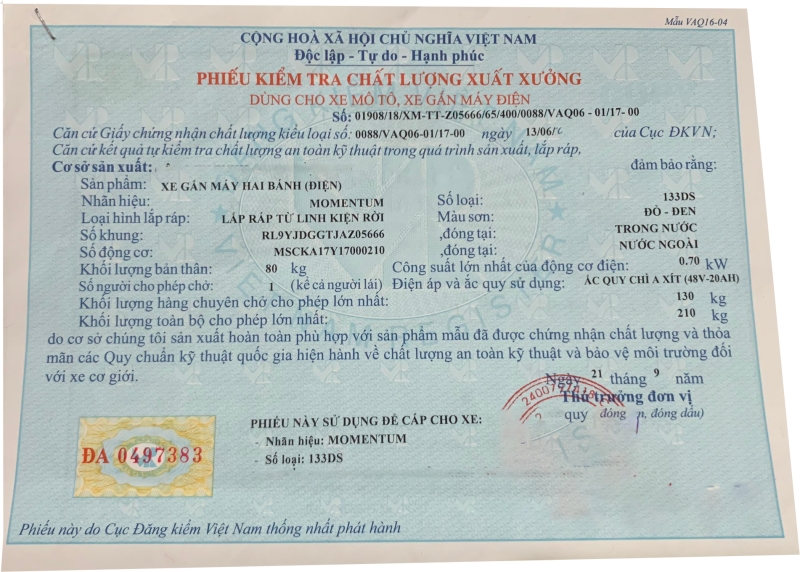 Mẫu VAQ16-04
CỘNG HOÀ XÃ HỘI CHỦ NGHĨA VIỆT NAM
Độc lập - Tự do - Hạnh phúc
PHIẾU KIỂM TRA CHẤT LƯỢNG XUẤT XƯỞNG
DÙNG CHO XE MÔ TÔ, XE GẮN MÁY ĐIỆN
Số: 01908/18/XM-TT-Z05666/65/400/0088/VAQ06 - 01/17- 00
Căn cứ Giấy chứng nhận chất lượng kiểu loại số: 0088/VAQ06-01/17-00 ngày 13/06/ của Cục ĐKVN;
Căn cứ kết quả tự kiểm tra chất lượng an toàn kỹ thuật trong quá trình sản xuất, lắp ráp,
Cơ sở sản xuất: đảm bảo rằng:
Sản phẩm: XE GẮN MÁY HAI BÁNH (ĐIỆN)
Nhãn hiệu: MOMENTUM Số loại: 133DS
Loại hình lắp ráp: LẮP RÁP TỪ LINH KIỆN RỜI Màu sơn: ĐỎ - ĐEN
Số khung: RL9YJDGGTJAZ05666 ,đóng tại: TRONG NƯỚC
Số động cơ: MSCKA17Y17000210 ,đóng tại: NƯỚC NGOÀI
Khối lượng bản thân: 80 kg Công suất lớn nhất của động cơ điện: 0.70 kW
Số người cho phép chở: 1 (kể cả người lái) Điện áp và ắc quy sử dụng: ẮC QUY CHÌ A XÍT (48V-20AH)
Khối lượng hàng chuyên chở cho phép lớn nhất: 130 kg
Khối lượng toàn bộ cho phép lớn nhất: 210 kg
do cơ sở chúng tôi sản xuất hoàn toàn phù hợp với sản phẩm mẫu đã được chứng nhận chất lượng và thỏa
mãn các Quy chuẩn kỹ thuật quốc gia hiện hành về chất lượng an toàn kỹ thuật và bảo vệ môi trường đối
với xe cơ giới.
Ngày 21 tháng 9 năm
Thủ trưởng đơn vị
quy đóng dấu)
PHIẾU NÀY SỬ DỤNG ĐỂ CẤP CHO XE:
- Nhãn hiệu: MOMENTUM
- Số loại: 133DS
ĐA 0497383
Phiếu này do Cục Đăng kiểm Việt Nam thống nhất phát hành